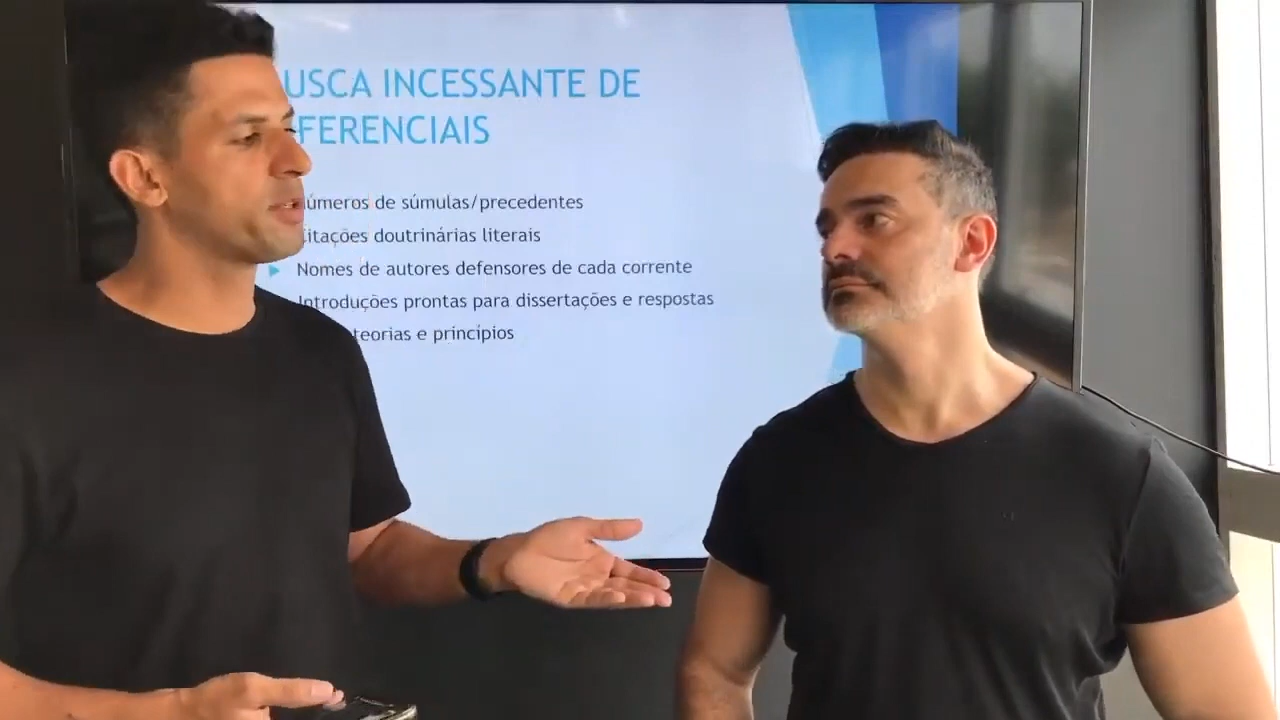 USCA INCESSANTE DE
FERENCIAIS
úmeros de súmulas/precedentes
itações doutrinárias literais
Nomes de autores defensores de cada corrente
Introduções prontas para dissertações e respostas
teorias e princípios